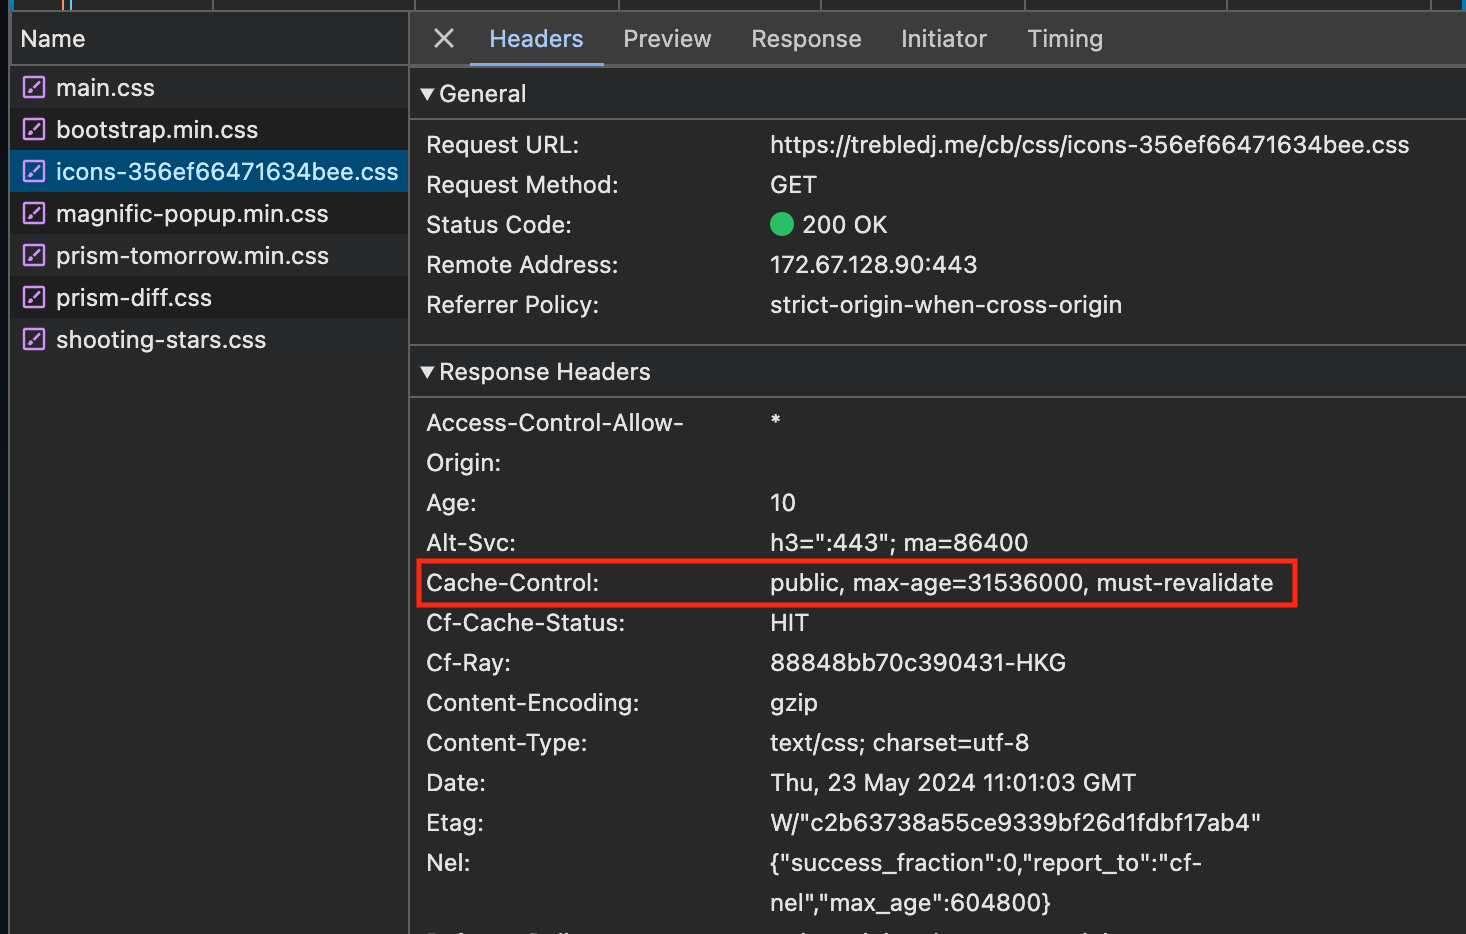 Name
main.css
bootstrap.min.css
icons-356ef66471634bee.css
magnific-popup.min.css
prism-tomorrow.min.css
prism-diff.css
shooting-stars.css
Headers Preview Response Initiator Timing
General
Request URL: https://trebledj.me/cb/css/icons-356ef66471634bee.css
Request Method: GET
Status Code: 200 OK
Remote Address: 172.67.128.90:443
Referrer Policy: strict-origin-when-cross-origin
Response Headers
Access-Control-Allow- *
Origin:
Age: 10
Alt-Svc: h3=":443"; ma=86400
Cache-Control: public, max-age=31536000, must-revalidate
Cf-Cache-Status: HIT
Cf-Ray: 88848bb70c390431-HKG
Content-Encoding: gzip
Content-Type: text/css; charset=utf-8
Date: Thu, 23 May 2024 11:01:03 GMT
Etag: W/"c2b63738a55ce9339bf26d1fdbf17ab4"
Nel: {"success_fraction":0,"report_to":"cf-
nel","max_age":604800}